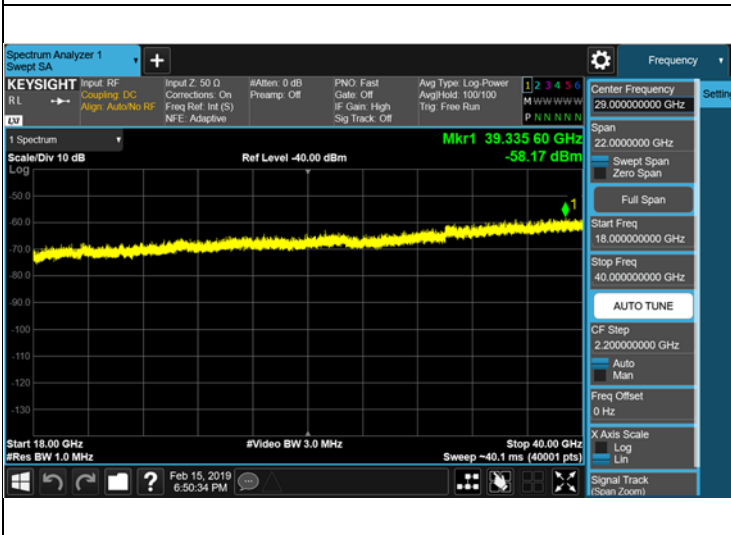 Spectrum Analyzer 1
Swept SA
+
Frequency
KEYSIGHT
RL
LXI
Input: RF
Coupling: DC
Align: Auto/No RF
Input Z: 50 Ω
Corrections: On
Freq Ref: Int (S)
NFE: Adaptive
#Atten: 0 dB
Preamp: Off
PNO: Fast
Gate: Off
IF Gain: High
Sig Track: Off
Avg Type: Log-Power
Avg|Hold: 100/100
Trig: Free Run
1 2 3 4 5 6
M W W W W W
P N N N N N
Center Frequency
29.000000000 GHz
Settings
1 Spectrum
Scale/Div 10 dB
Log
Ref Level -40.00 dBm
Mkr1 39.335 60 GHz
-58.17 dBm
1
-50.0
-60.0
-70.0
-80.0
-90.0
-100
-110
-120
-130
Start 18.00 GHz
#Res BW 1.0 MHz
#Video BW 3.0 MHz
Stop 40.00 GHz
Sweep ~40.1 ms (40001 pts)
Span
22.0000000 GHz
Swept Span
Zero Span
Full Span
Start Freq
18.000000000 GHz
Stop Freq
40.000000000 GHz
AUTO TUNE
CF Step
2.200000000 GHz
Auto
Man
Freq Offset
0 Hz
X Axis Scale
Log
Lin
Signal Track
(Span Zoom)
?
Feb 15, 2019
6:50:34 PM